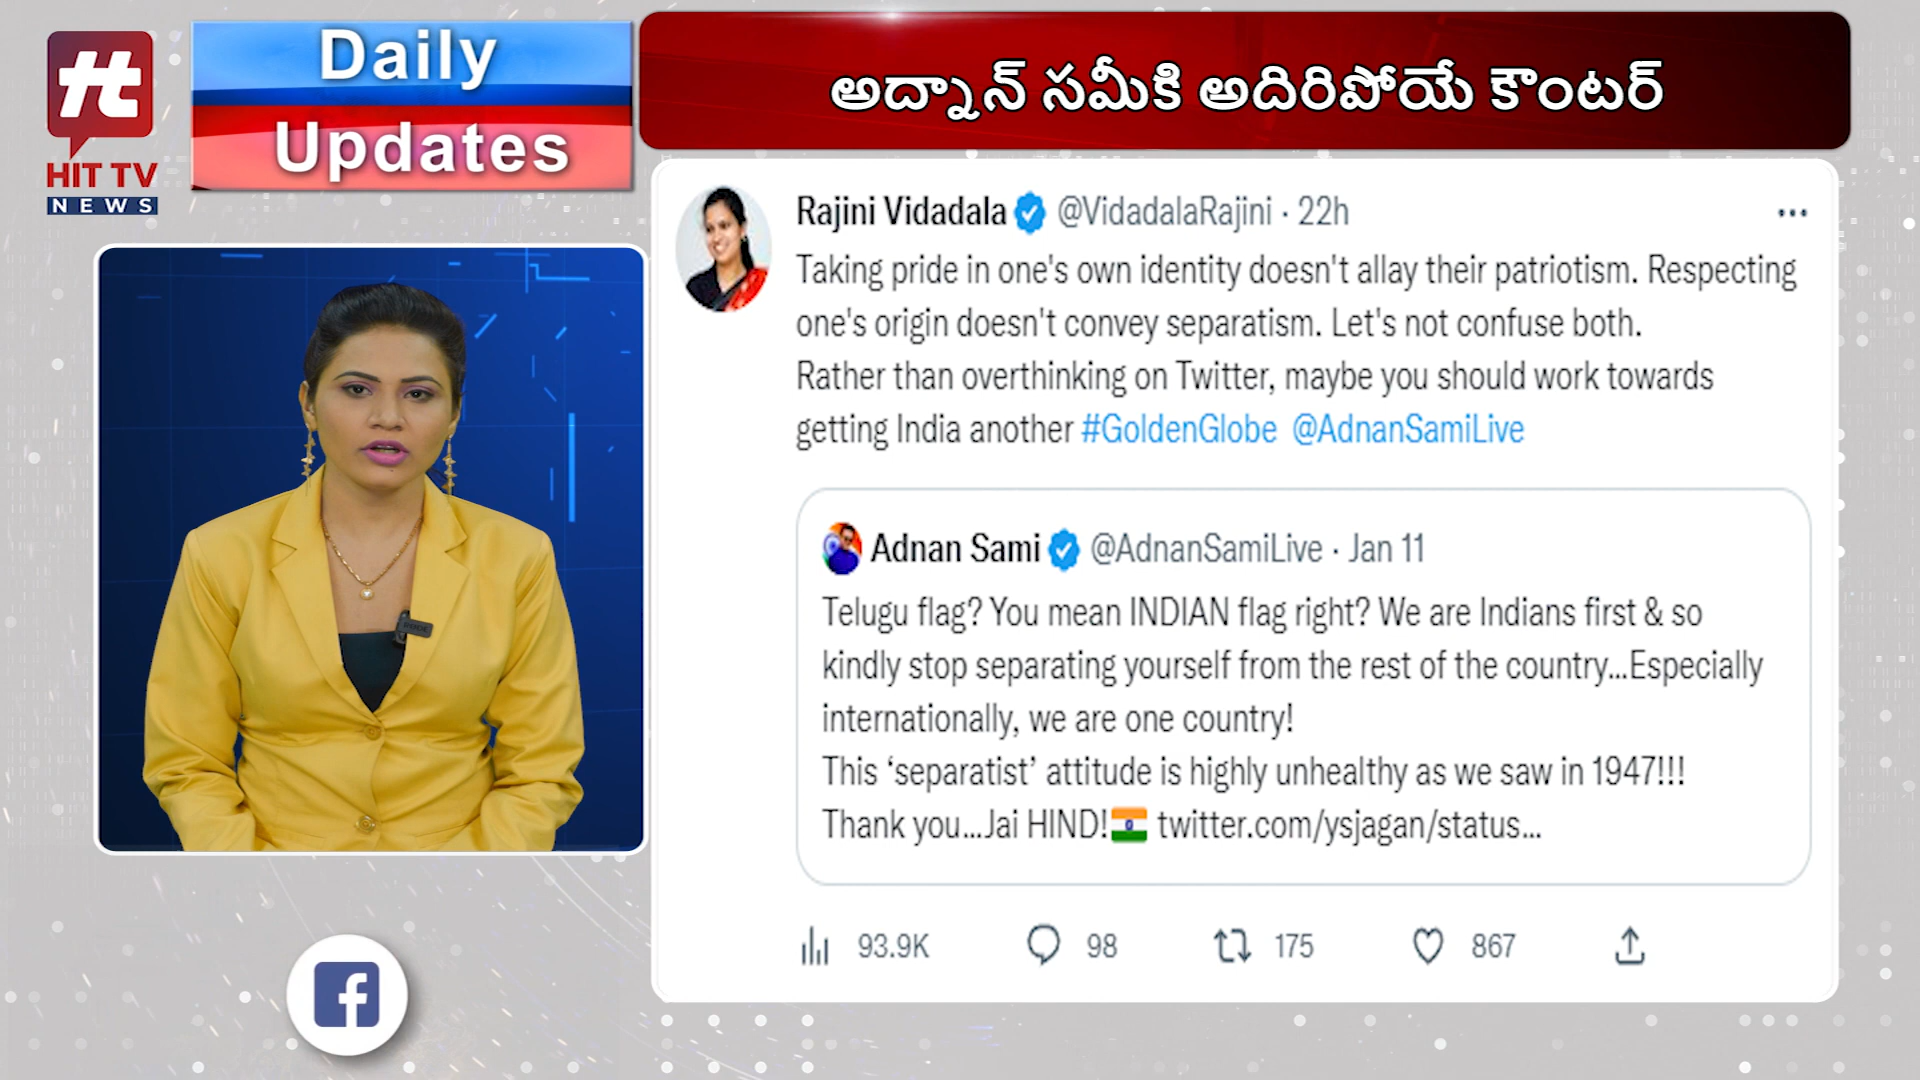 HIT TV
NEWS
Daily
Updates
అద్నాన్ సమీకి అదిరిపోయే కౌంటర్
Rajini Vidadala @VidadalaRajini · 22h
Taking pride in one's own identity doesn't allay their patriotism. Respecting
one's origin doesn't convey separatism. Let's not confuse both.
Rather than overthinking on Twitter, maybe you should work towards
getting India another #GoldenGlobe @AdnanSamiLive
Adnan Sami @AdnanSamiLive · Jan 11
Telugu flag? You mean INDIAN flag right? We are Indians first & so
kindly stop separating yourself from the rest of the country...Especially
internationally, we are one country!
This ‘separatist’ attitude is highly unhealthy as we saw in 1947!!!
Thank you...Jai HIND!🇮🇳 twitter.com/ysjagan/status...
93.9K 98 175 867